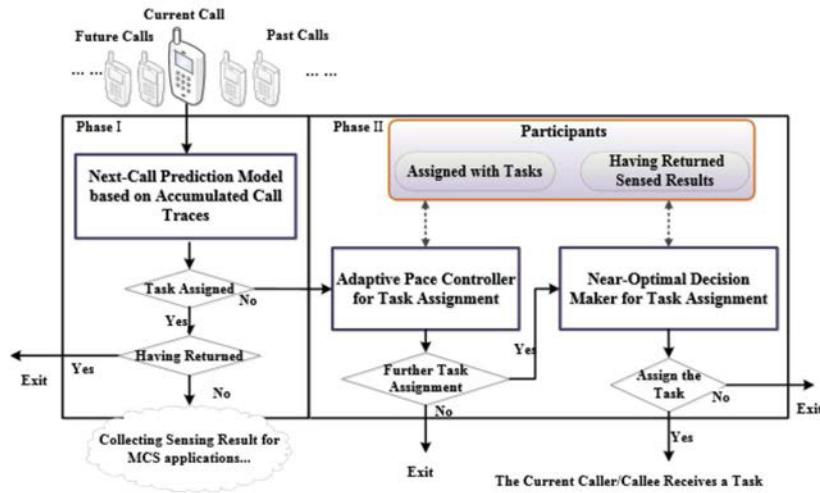 Current Call
Future Calls
Past Calls
... ...
... ...
Phase I
Next-Call Prediction Model
based on Accumulated Call
Traces
Task Assigned
No
Yes
Having Returned
Yes
Exit
No
Collecting Sensing Result for
MCS applications...
Phase II
Participants
Assigned with Tasks
Having Returned
Sensed Results
Adaptive Pace Controller
for Task Assignment
Near-Optimal Decision
Maker for Task Assignment
Further Task
Assignment
Yes
No
Exit
Assign the
Task
No
Exit
Yes
The Current Caller/Callee Receives a Task